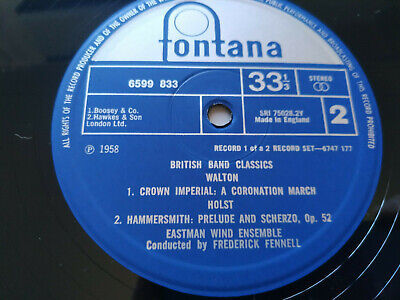 ALL RIGHTS OF THE RECORD PRODUCER AND OF THE OWNER OF THE WORK
PUBLIC PERFORMANCE AND BROADCASTING OF THIS RECORD PROHIBITED
fontana
6599 833
33 1/3
STEREO
1.Boosey & Co.
2.Hawkes & Son
London Ltd.
SRI 75028.2Y
Made in England
2
RECORD 1 of a 2 RECORD SET—6747 177
℗ 1958
BRITISH BAND CLASSICS
WALTON
1. CROWN IMPERIAL: A CORONATION MARCH
HOLST
2. HAMMERSMITH: PRELUDE AND SCHERZO, Op. 52
EASTMAN WIND ENSEMBLE
Conducted by FREDERICK FENNELL